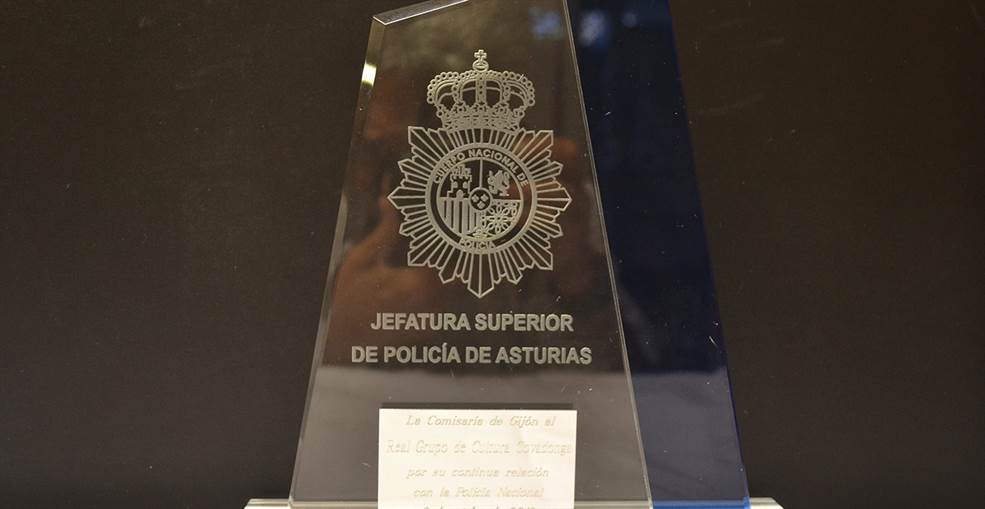 CUERPO NACIONAL DE
POLICIA
JEFATURA SUPERIOR
DE POLICÍA DE ASTURIAS
La Comisaría de Gijón al
Real Grupo de Cultura Covadonga
por su continua relación
con la Policía Nacional